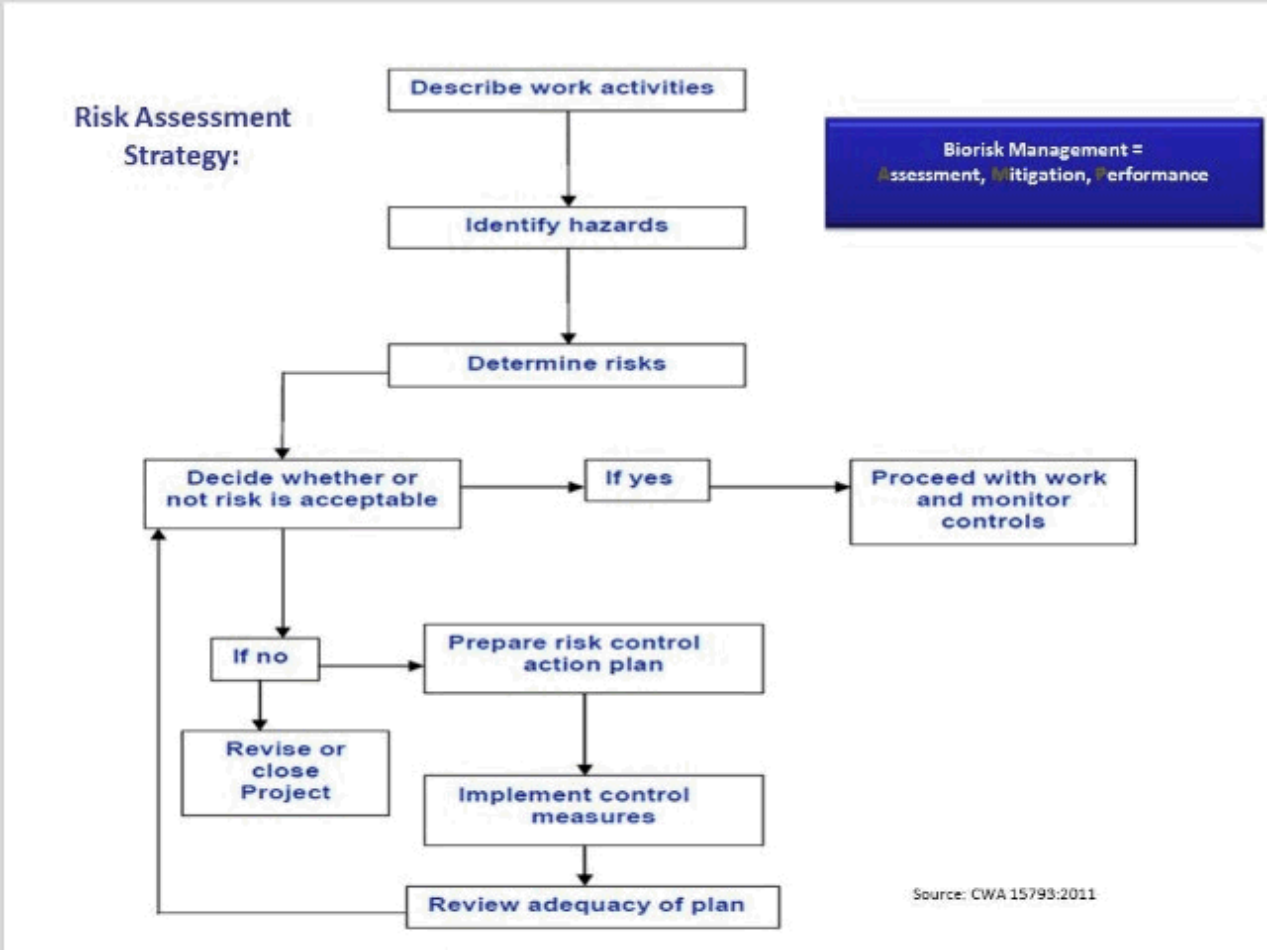 Risk Assessment
Strategy:
Describe work activities
Biorisk Management =
Assessment, Mitigation, Performance
Identify hazards
Determine risks
Decide whether or
not risk is acceptable
If yes
Proceed with work
and monitor
controls
If no
Prepare risk control
action plan
Revise or
close
Project
Implement control
measures
Review adequacy of plan
Source: CWA 15793:2011